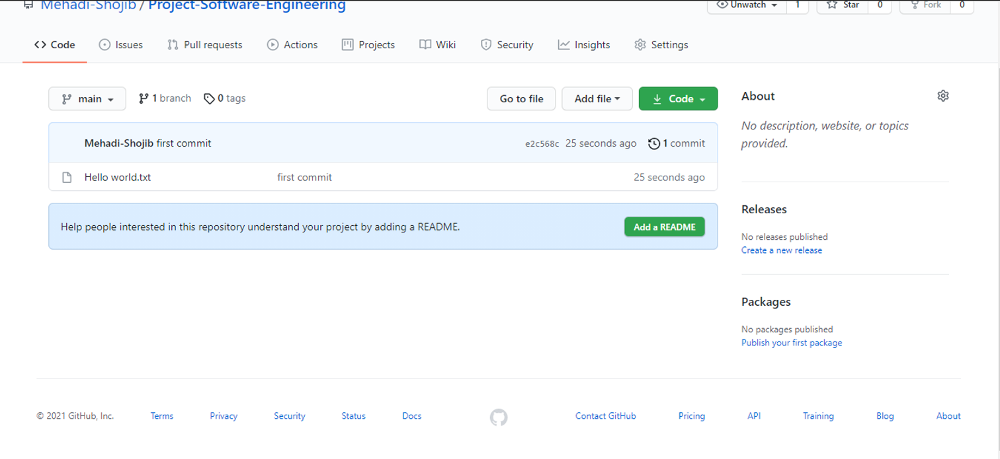 Mehadi-Shojib / Project-Software-Engineering
Unwatch 1 Star 0 Fork 0
Code Issues Pull requests Actions Projects Wiki Security Insights Settings
main 1 branch 0 tags Go to file Add file Code
Mehadi-Shojib first commit e2c568c 25 seconds ago 1 commit
Hello world.txt first commit 25 seconds ago
Help people interested in this repository understand your project by adding a README. Add a README
About
No description, website, or topics
provided.
Releases
No releases published
Create a new release
Packages
No packages published
Publish your first package
© 2021 GitHub, Inc. Terms Privacy Security Status Docs Contact GitHub Pricing API Training Blog About